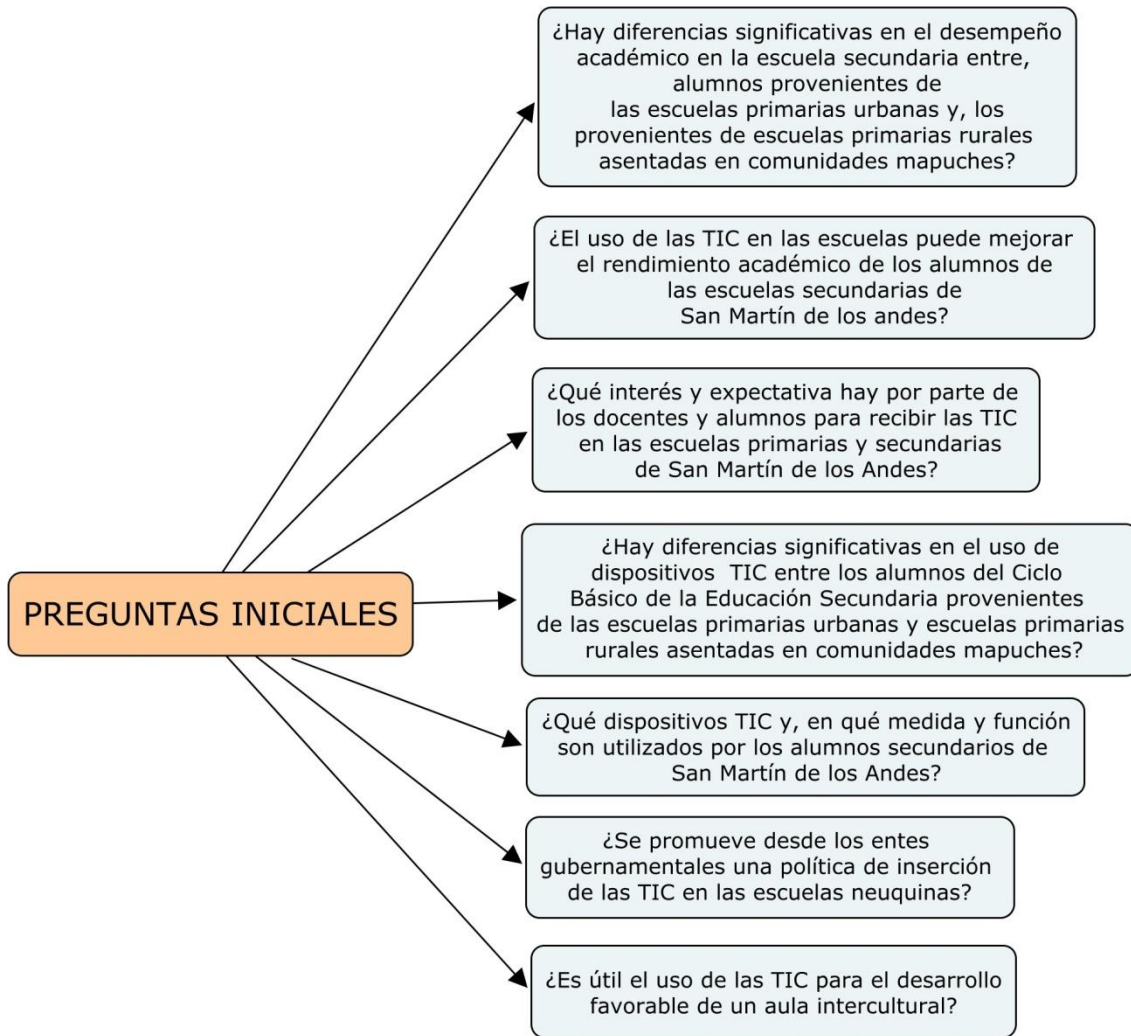 ¿Hay diferencias significativas en el desempeño
académico en la escuela secundaria entre,
alumnos provenientes de
las escuelas primarias urbanas y, los
provenientes de escuelas primarias rurales
asentadas en comunidades mapuches?
¿El uso de las TIC en las escuelas puede mejorar
el rendimiento académico de los alumnos de
las escuelas secundarias de
San Martín de los andes?
¿Qué interés y expectativa hay por parte de
los docentes y alumnos para recibir las TIC
en las escuelas primarias y secundarias
de San Martín de los Andes?
PREGUNTAS INICIALES
¿Hay diferencias significativas en el uso de
dispositivos TIC entre los alumnos del Ciclo
Básico de la Educación Secundaria provenientes
de las escuelas primarias urbanas y escuelas primarias
rurales asentadas en comunidades mapuches?
¿Qué dispositivos TIC y, en qué medida y función
son utilizados por los alumnos secundarios de
San Martín de los Andes?
¿Se promueve desde los entes
gubernamentales una política de inserción
de las TIC en las escuelas neuquinas?
¿Es útil el uso de las TIC para el desarrollo
favorable de un aula intercultural?